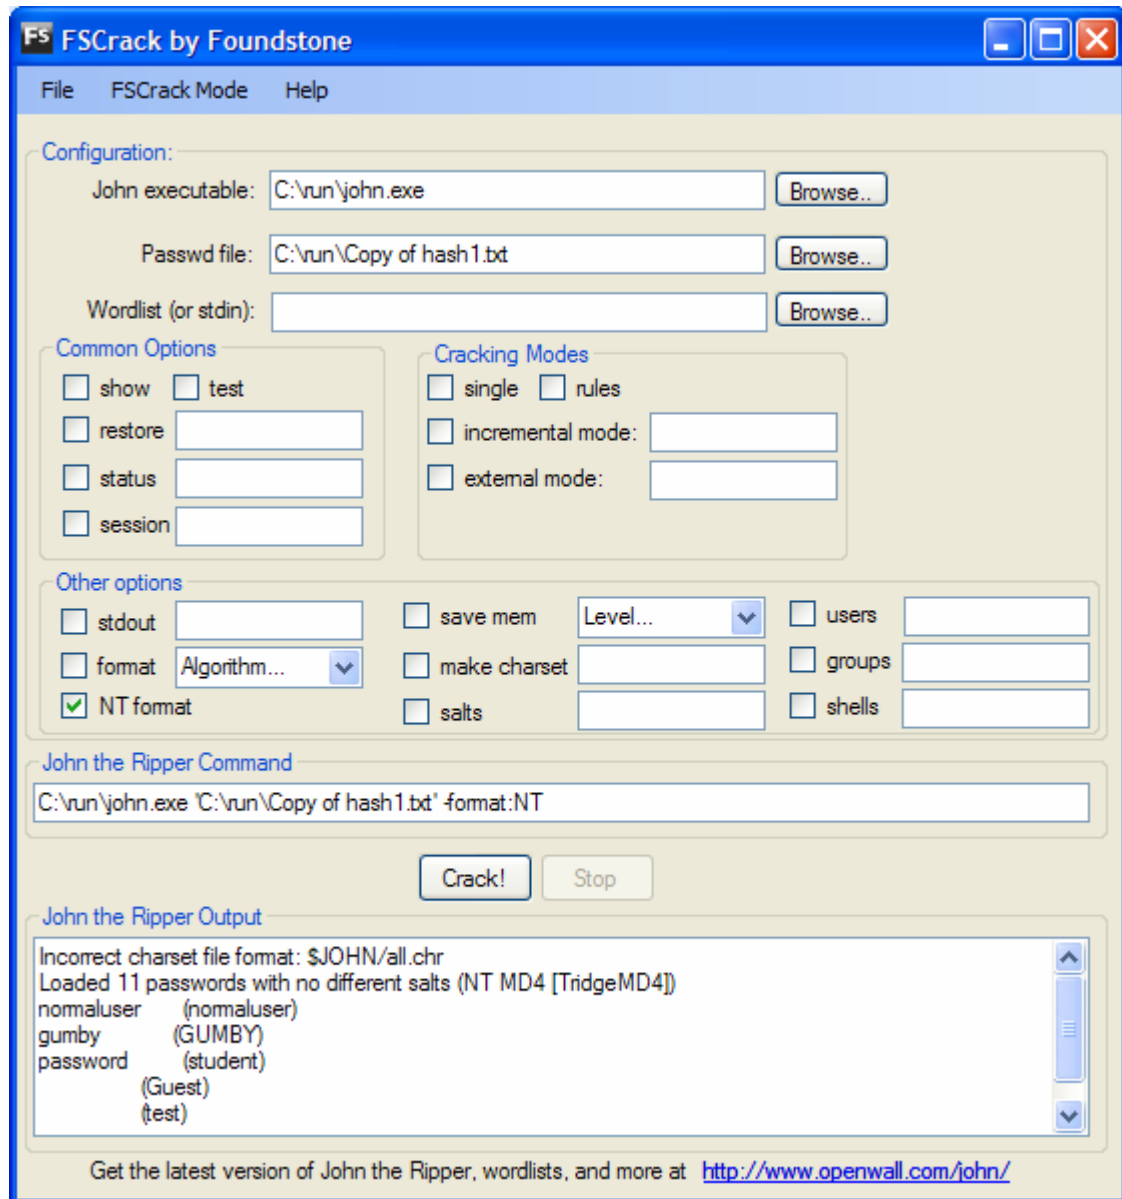 FS FSCrack by Foundstone
File FSCrack Mode Help
Configuration:
John executable: C:\run\john.exe Browse..
Passwd file: C:\run\Copy of hash1.txt Browse..
Wordlist (or stdin): Browse..
Common Options
show test
restore
status
session
Cracking Modes
single rules
incremental mode:
external mode:
Other options
stdout save mem Level... users
format Algorithm... make charset groups
NT format salts shells
John the Ripper Command
C:\run\john.exe 'C:\run\Copy of hash1.txt' -format:NT
Crack! Stop
John the Ripper Output
Incorrect charset file format: $JOHN/all.chr
Loaded 11 passwords with no different salts (NT MD4 [TridgeMD4])
normaluser (normaluser)
gumby (GUMBY)
password (student)
(Guest)
(test)
Get the latest version of John the Ripper, wordlists, and more at http://www.openwall.com/john/